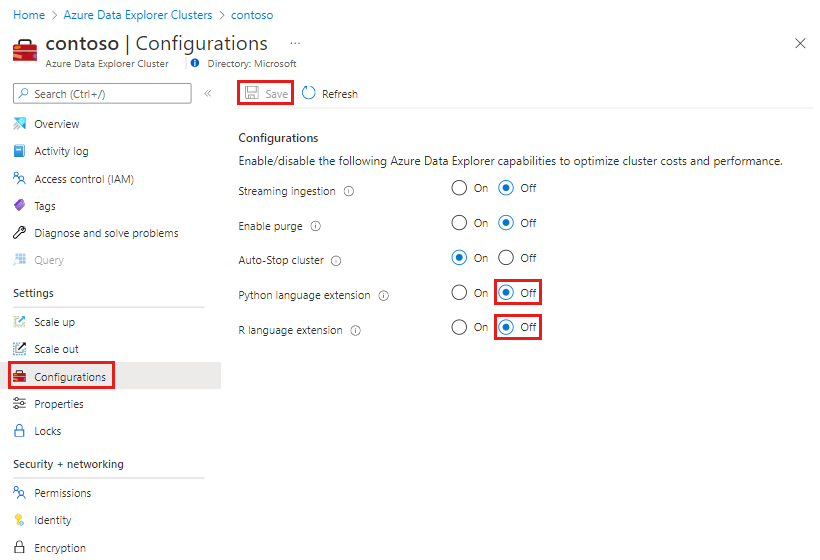 Home > Azure Data Explorer Clusters > contoso
contoso | Configurations ...
Azure Data Explorer Cluster Directory: Microsoft
Search (Ctrl+/) «
Save Refresh
Overview
Activity log
Access control (IAM)
Tags
Diagnose and solve problems
Query
Settings
Scale up
Scale out
Configurations
Properties
Locks
Security + networking
Permissions
Identity
Encryption
Configurations
Enable/disable the following Azure Data Explorer capabilities to optimize cluster costs and performance.
Streaming ingestion On Off
Enable purge On Off
Auto-Stop cluster On Off
Python language extension On Off
R language extension On Off